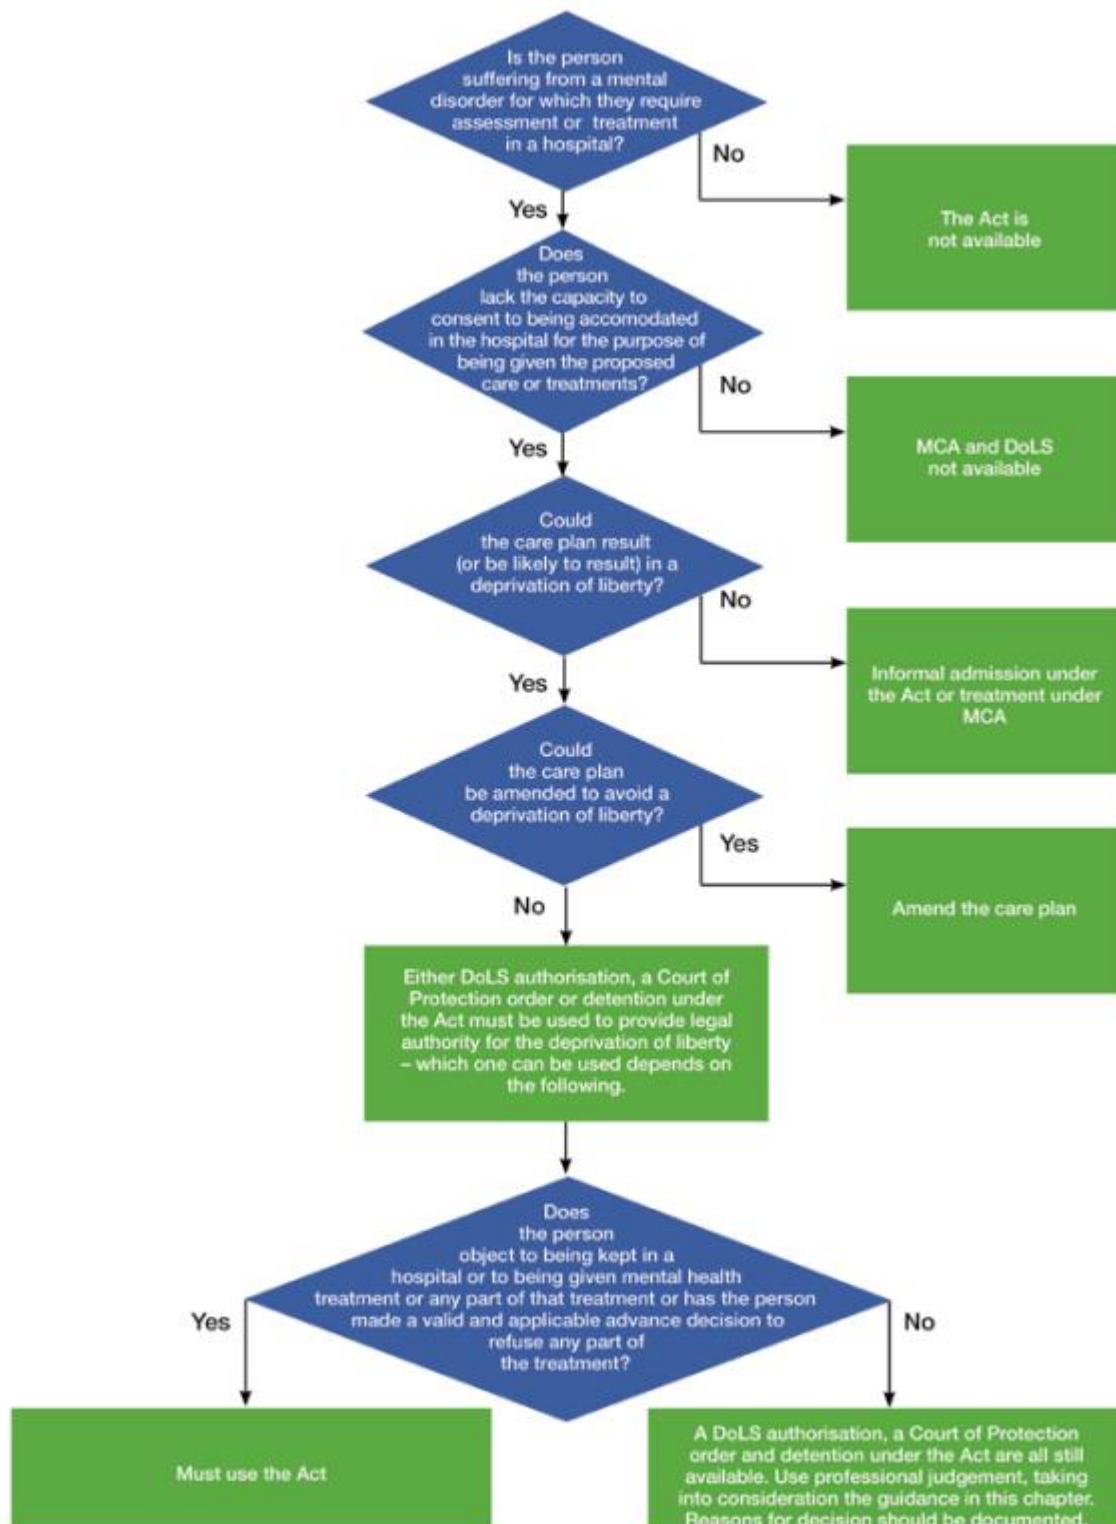 Is the person
suffering from a mental
disorder for which they require
assessment or treatment
in a hospital?
No
The Act is
not available
Yes
Does
the person
lack the capacity to
consent to being accomodated
in the hospital for the purpose of
being given the proposed
care or treatments?
No
MCA and DoLS
not available
Yes
Could
the care plan result
(or be likely to result) in a
deprivation of liberty?
No
Informal admission under
the Act or treatment under
MCA
Yes
Could
the care plan
be amended to avoid a
deprivation of liberty?
Yes
Amend the care plan
No
Either DoLS authorisation, a Court of
Protection order or detention under
the Act must be used to provide legal
authority for the deprivation of liberty
– which one can be used depends on
the following.
Does
the person
object to being kept in a
hospital or to being given mental health
treatment or any part of that treatment or has the person
made a valid and applicable advance decision to
refuse any part of
the treatment?
Yes
No
Must use the Act
A DoLS authorisation, a Court of Protection
order and detention under the Act are all still
available. Use professional judgement, taking
into consideration the guidance in this chapter.
Reasons for decision should be documented.